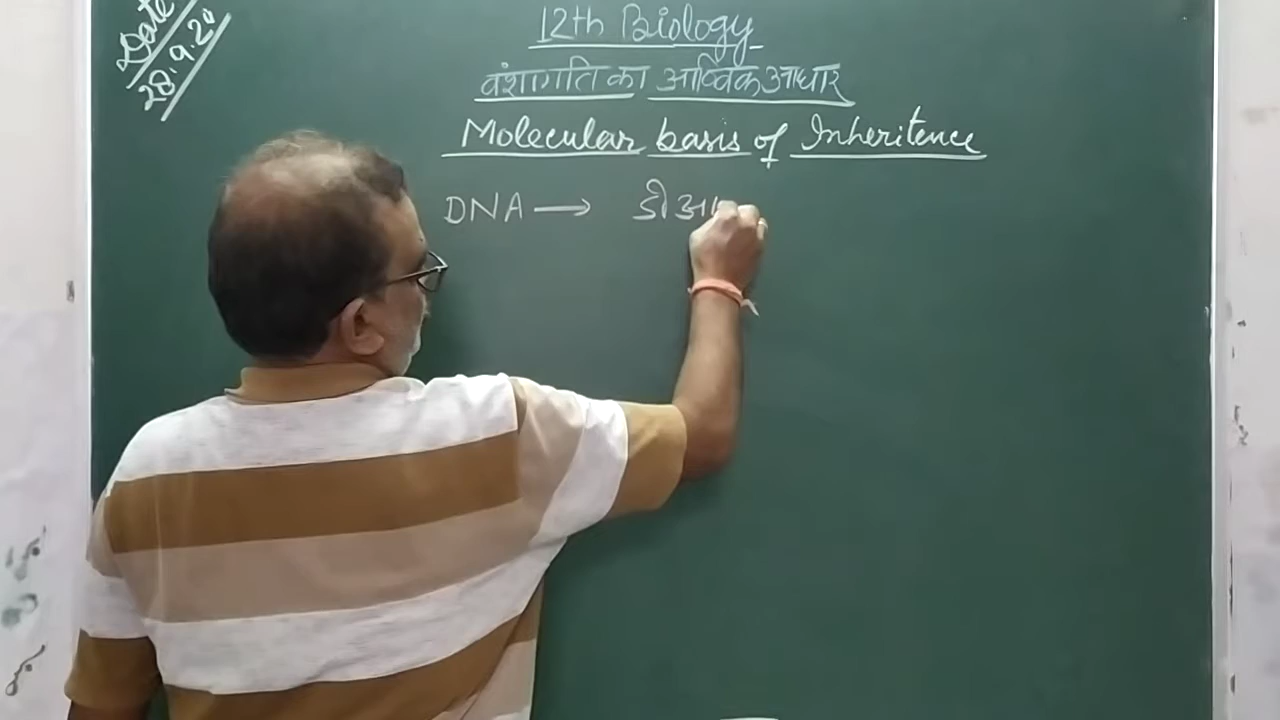 Date
28.9.20
12th Biology
वंशागति का आण्विक आधार
Molecular basis of Inheritence
DNA → डीआ